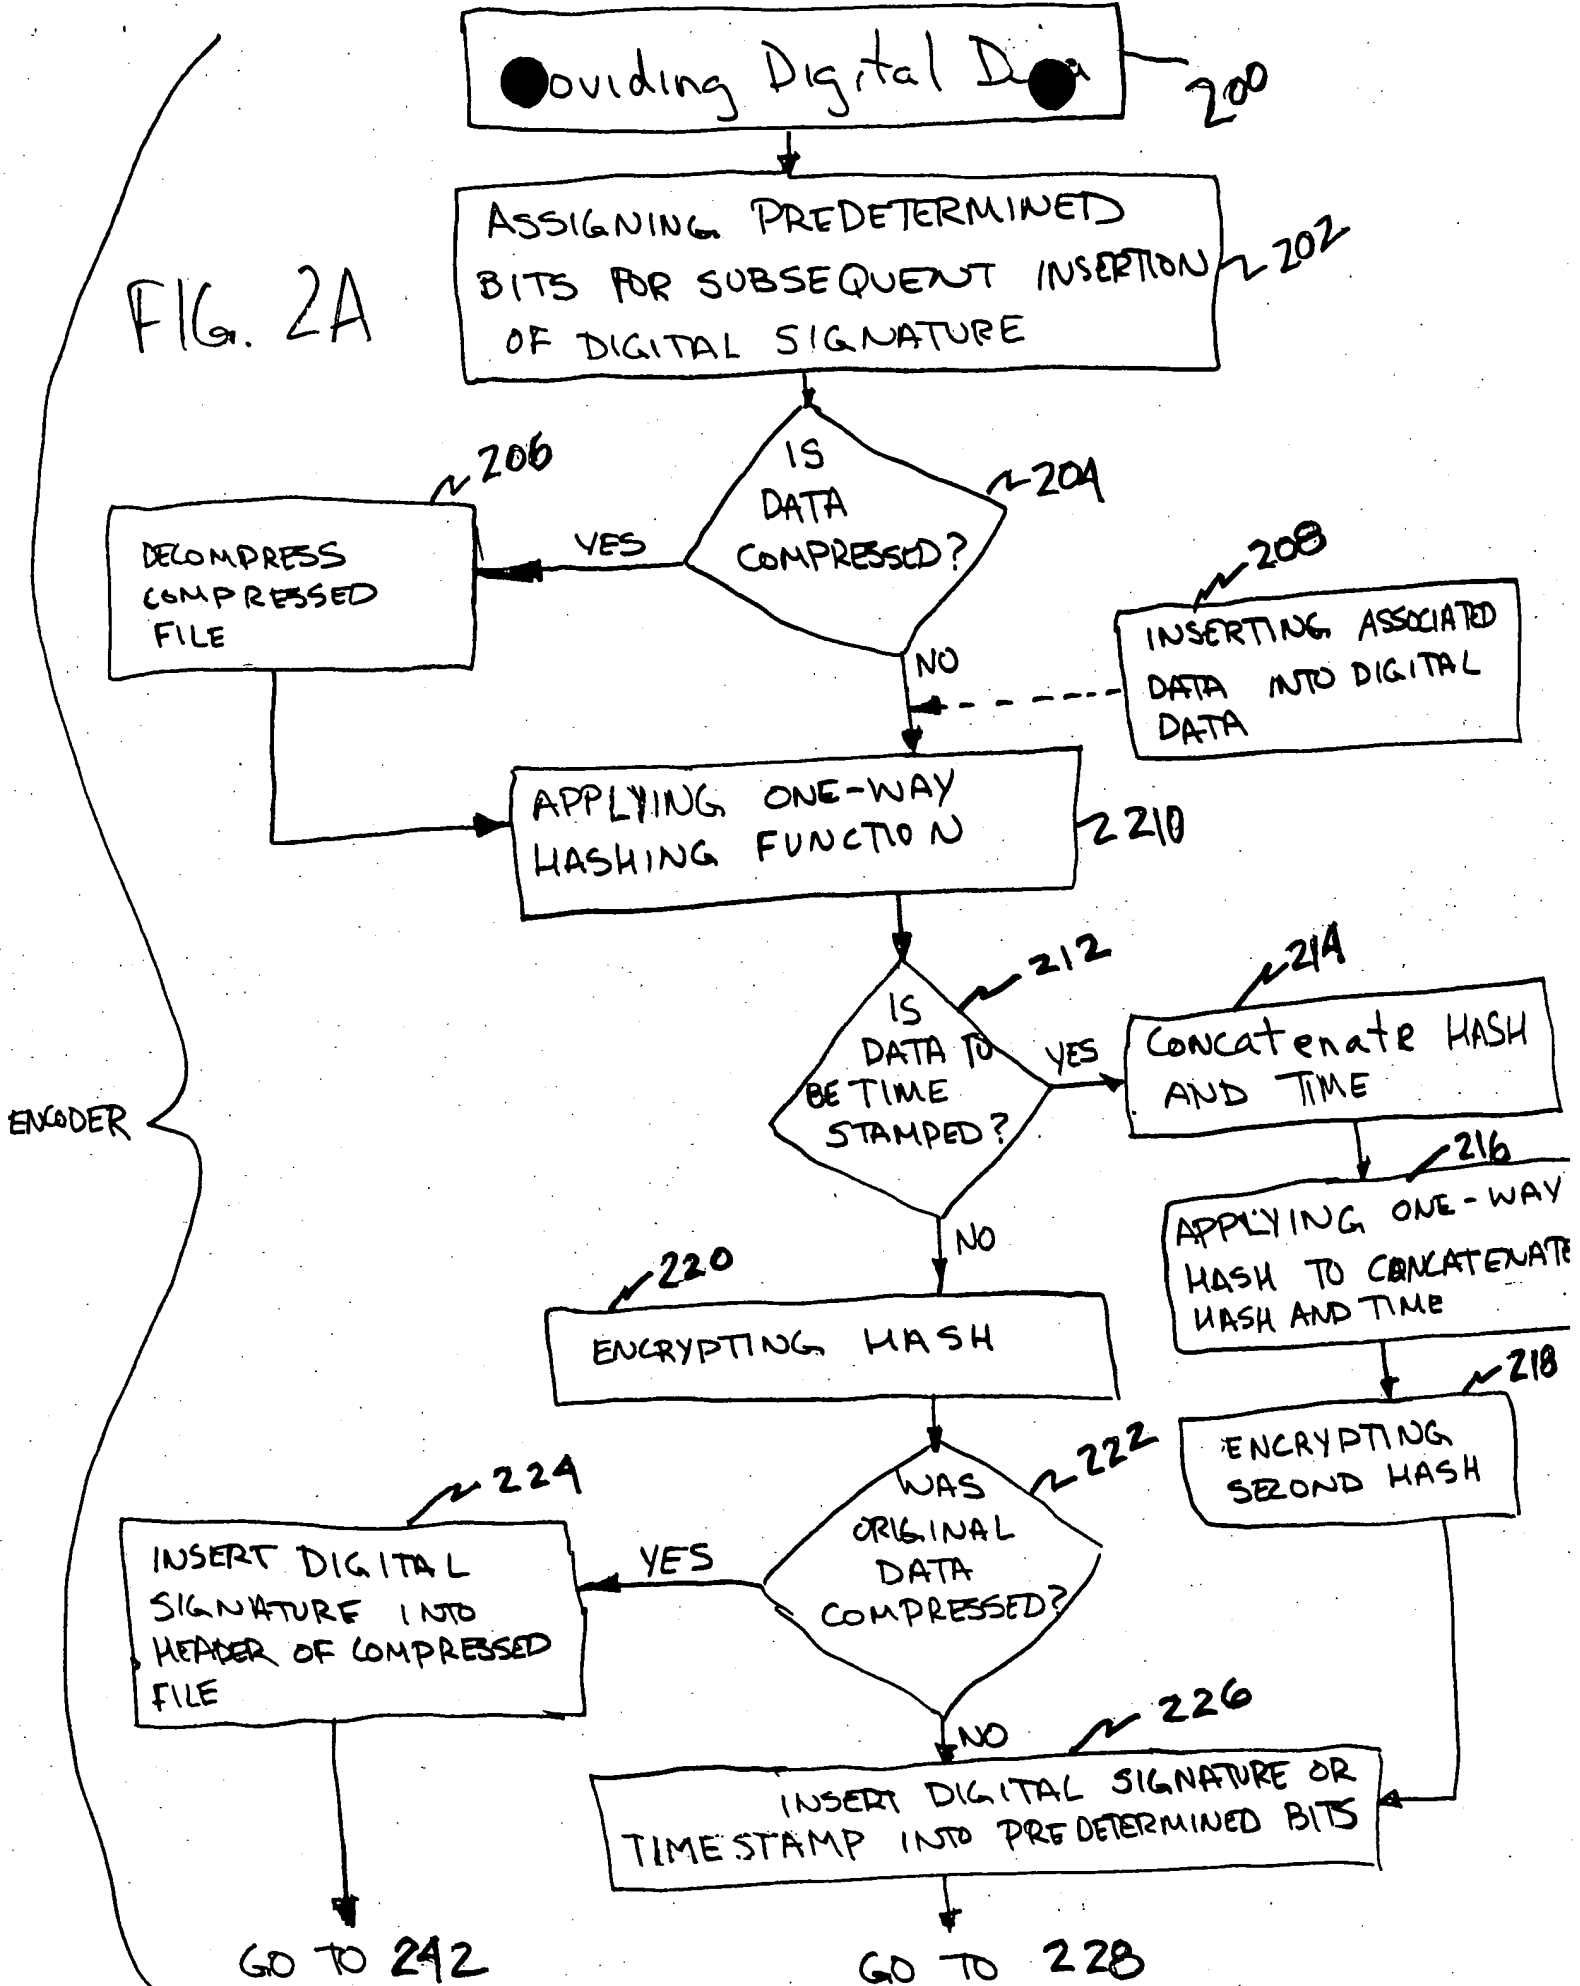 oviding Digital D
200
ASSIGNING PREDETERMINED
BITS FOR SUBSEQUENT INSERTION
OF DIGITAL SIGNATURE
202
FIG. 2A
IS
DATA
COMPRESSED?
204
206
YES
DECOMPRESS
COMPRESSED
FILE
NO
208
INSERTING ASSOCIATED
DATA INTO DIGITAL
DATA
APPLYING ONE-WAY
HASHING FUNCTION
210
IS
DATA TO
BE TIME
STAMPED?
212
YES
214
CONCatenate HASH
AND TIME
ENCODER
216
APPLYING ONE-WAY
HASH TO CONCATENATE
HASH AND TIME
NO
220
ENCRYPTING HASH
218
ENCRYPTING
SECOND HASH
WAS
ORIGINAL
DATA
COMPRESSED?
222
YES
224
INSERT DIGITAL
SIGNATURE INTO
HEADER OF COMPRESSED
FILE
NO
226
INSERT DIGITAL SIGNATURE OR
TIME STAMP INTO PREDETERMINED BITS
GO TO 242
GO TO 228